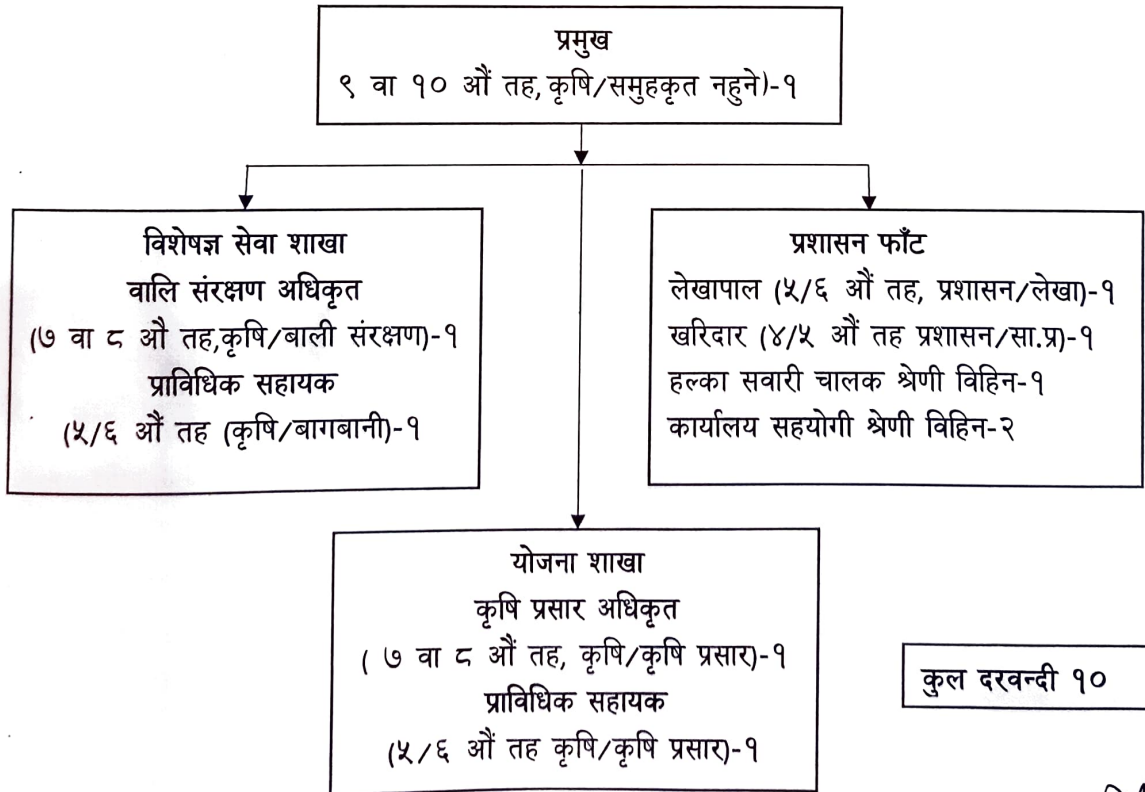 प्रमुख
९ वा १० औं तह, कृषि/समुहकृत नहुने)-१
विशेषज्ञ सेवा शाखा
वालि संरक्षण अधिकृत
(७ वा ८ औ तह,कृषि/बाली संरक्षण)-१
प्राविधिक सहायक
(५/६ औं तह (कृषि/बागबानी)-१
प्रशासन फाँट
लेखापाल (५/६ औं तह, प्रशासन/लेखा)-१
खरिदार (४/५ औं तह प्रशासन/सा.प्र)-१
हल्का सवारी चालक श्रेणी विहिन-१
कार्यालय सहयोगी श्रेणी विहिन-२
योजना शाखा
कृषि प्रसार अधिकृत
( ७ वा ८ औं तह, कृषि/कृषि प्रसार)-१
प्राविधिक सहायक
(५/६ औं तह कृषि/कृषि प्रसार)-१
कुल दरवन्दी १०